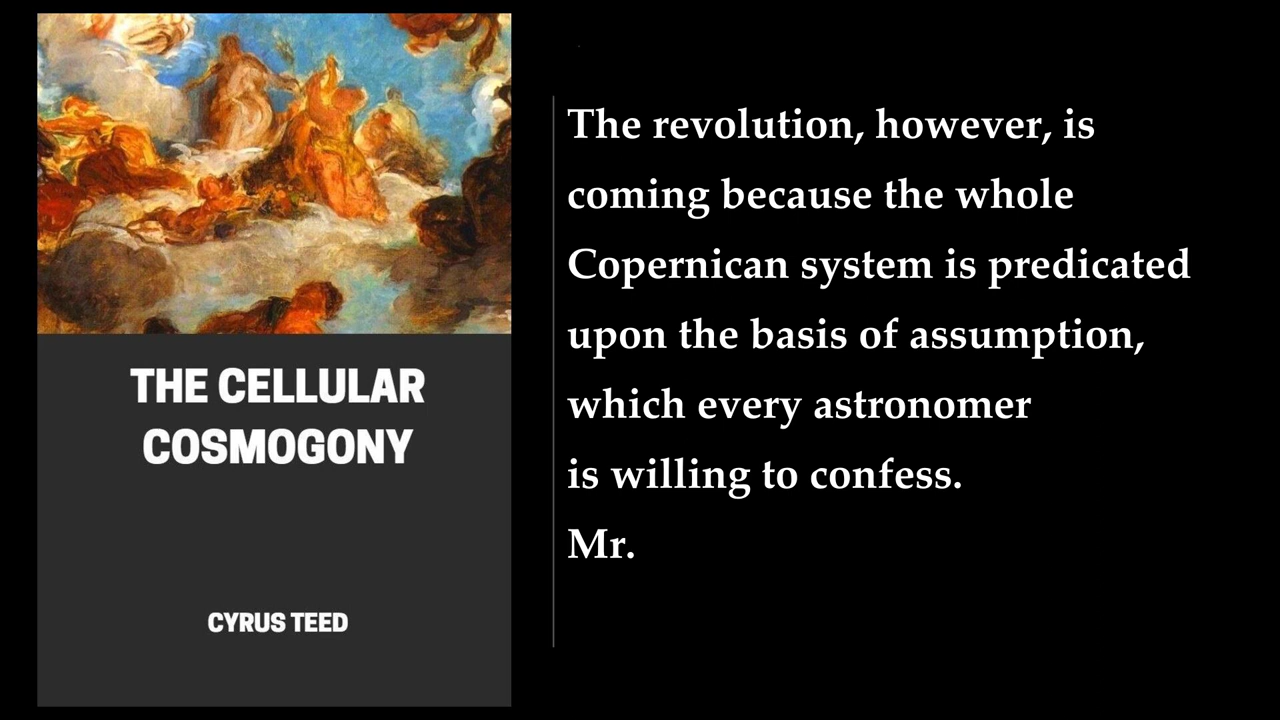 THE CELLULAR
COSMOGONY
CYRUS TEED
The revolution, however, is
coming because the whole
Copernican system is predicated
upon the basis of assumption,
which every astronomer
is willing to confess.
Mr.